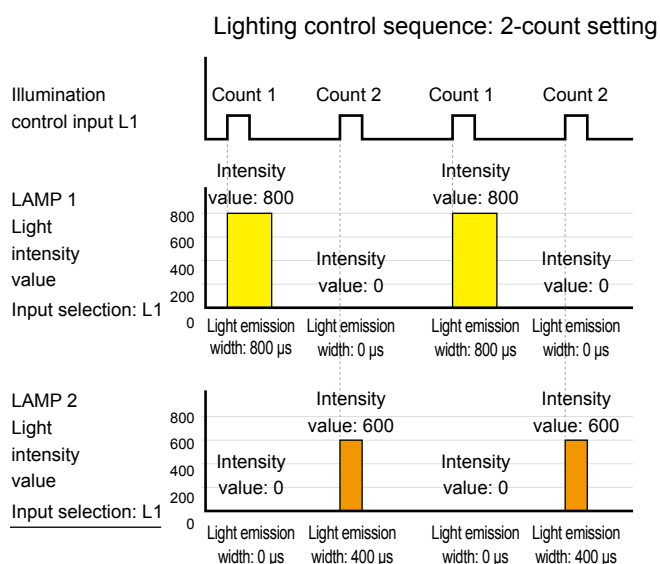 Lighting control sequence: 2-count setting
Illumination
control input L1
Count 1 Count 2 Count 1 Count 2
LAMP 1
Light
intensity
value
Input selection: L1
800
600
400
200
0
Intensity
value: 800
Intensity
value: 0
Intensity
value: 800
Intensity
value: 0
Light emission
width: 800 µs
Light emission
width: 0 µs
Light emission
width: 800 µs
Light emission
width: 0 µs
LAMP 2
Light
intensity
value
Input selection: L1
800
600
400
200
0
Intensity
value: 0
Intensity
value: 600
Intensity
value: 0
Intensity
value: 600
Light emission
width: 0 µs
Light emission
width: 400 µs
Light emission
width: 0 µs
Light emission
width: 400 µs